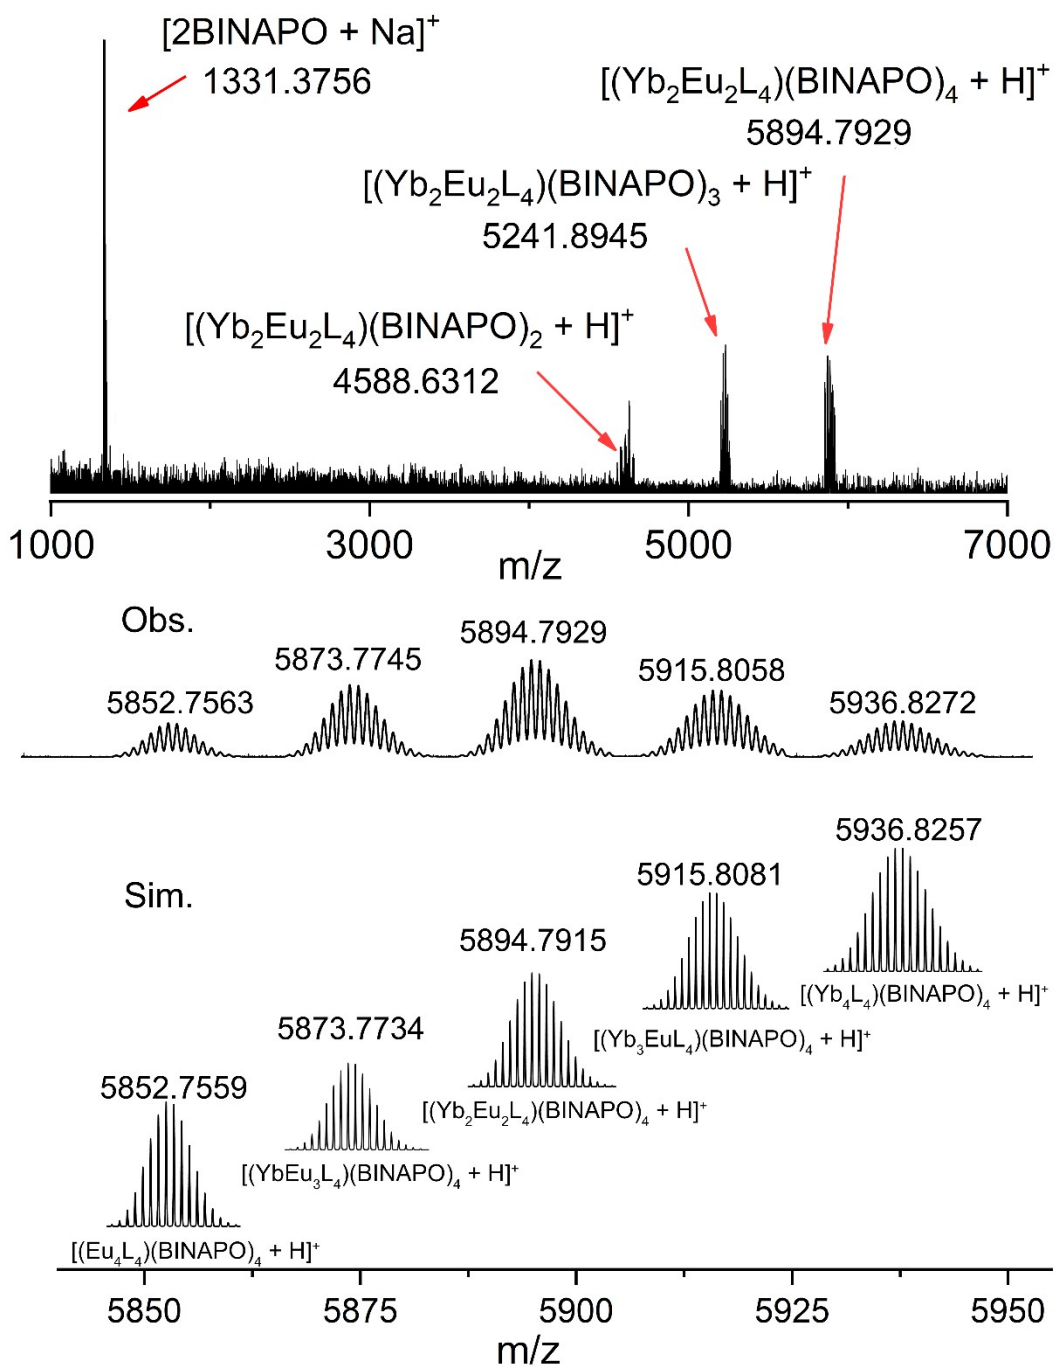 [2BINAPO + Na]⁺
1331.3756
[(Yb₂Eu₂L₄)(BINAPO)₄ + H]⁺
5894.7929
[(Yb₂Eu₂L₄)(BINAPO)₃ + H]⁺
5241.8945
[(Yb₂Eu₂L₄)(BINAPO)₂ + H]⁺
4588.6312
1000 3000 5000 7000
m/z
Obs.
5852.7563
5873.7745
5894.7929
5915.8058
5936.8272
Sim.
5852.7559
[(Eu₄L₄)(BINAPO)₄ + H]⁺
5873.7734
[(YbEu₃L₄)(BINAPO)₄ + H]⁺
5894.7915
[(Yb₂Eu₂L₄)(BINAPO)₄ + H]⁺
5915.8081
[(Yb₃EuL₄)(BINAPO)₄ + H]⁺
5936.8257
[(Yb₄L₄)(BINAPO)₄ + H]⁺
5850 5875 5900 5925 5950
m/z